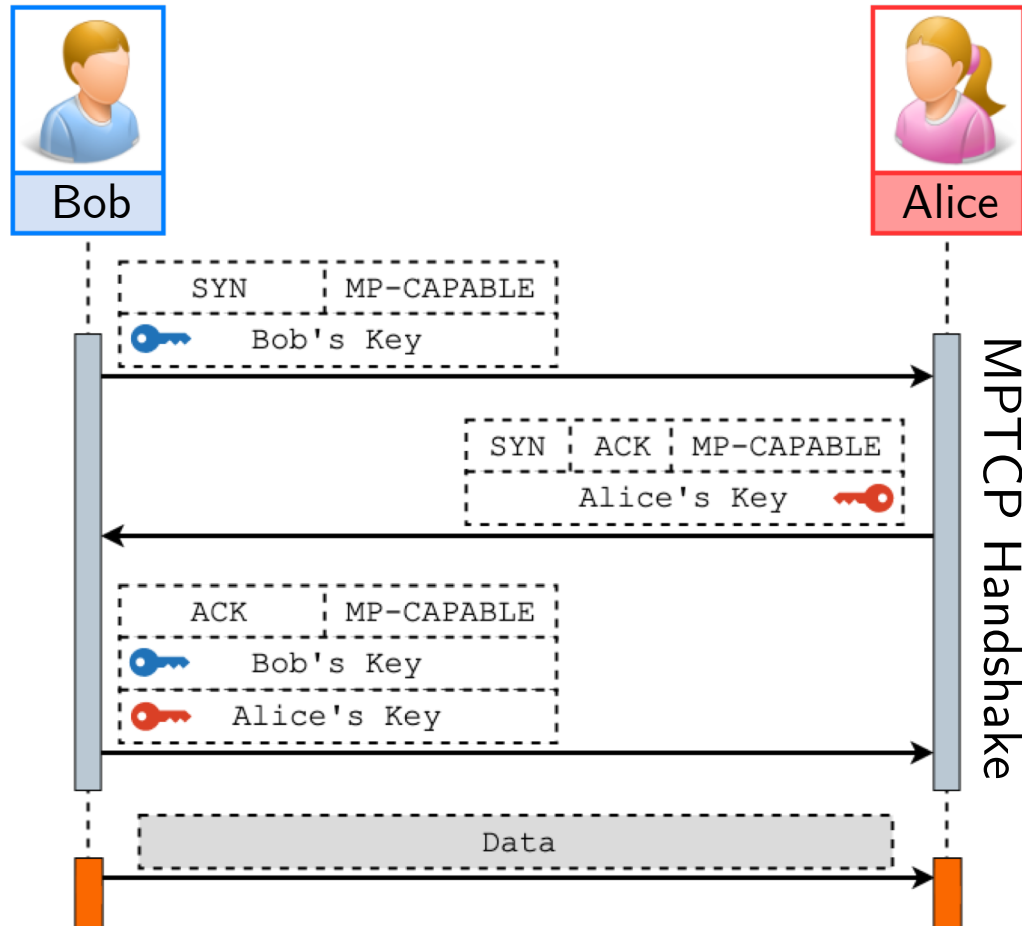 Bob
Alice
SYN MP-CAPABLE
Bob's Key
SYN ACK MP-CAPABLE
Alice's Key
ACK MP-CAPABLE
Bob's Key
Alice's Key
Data
MPTCP Handshake